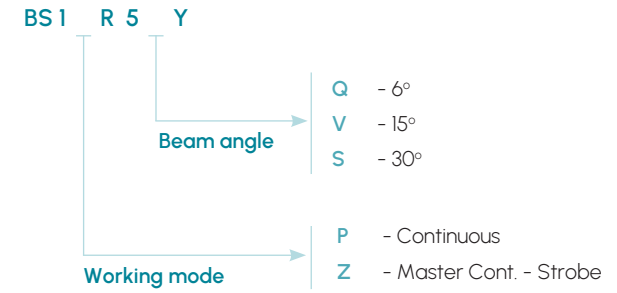 BS1 _ R 5 _ Y
Q - 6°
V - 15°
Beam angle
S - 30°
P - Continuous
Working mode
Z - Master Cont. - Strobe